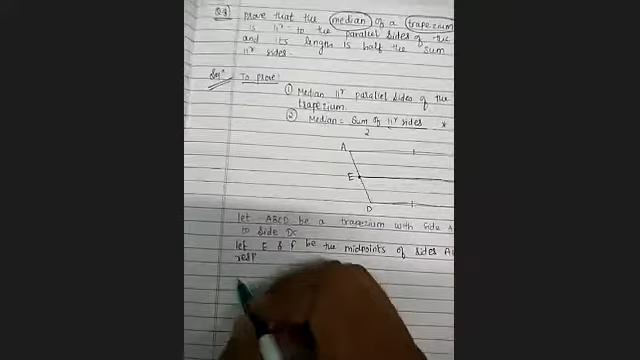 Q3 prove that the median of a trapezium
is ||r to the parallel sides of the
and its length is half the sum
||r sides.
Solⁿ To prove:
① Median ||r parallel sides of the
trapezium.
② Median = Sum of ||r sides
2
A
E
D
let ABCD be a trapezium with side A
to side DC
let E & F be the midpoints of sides A
resp